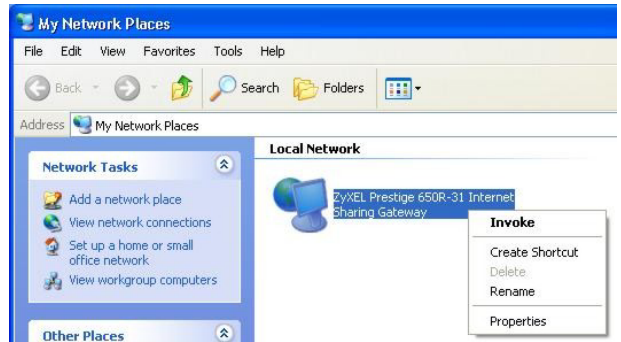 My Network Places
File Edit View Favorites Tools Help
Back Search Folders
Address My Network Places
Network Tasks
Add a network place
View network connections
Set up a home or small
office network
View workgroup computers
Other Places
Local Network
ZyXEL Prestige 650R-31 Internet
Sharing Gateway
Invoke
Create Shortcut
Delete
Rename
Properties